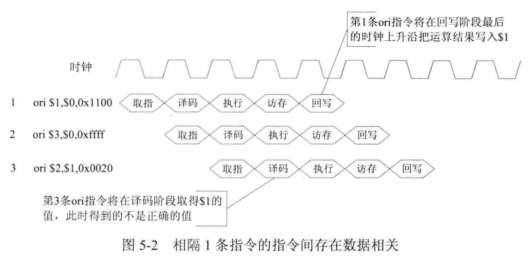 第1条ori指令将在回写阶段最后
的时钟上升沿把运算结果写入$1
时钟
1 ori $1,$0,0x1100 取指 译码 执行 访存 回写
2 ori $3,$0,0xffff 取指 译码 执行 访存 回写
3 ori $2,$1,0x0020 取指 译码 执行 访存 回写
第3条ori指令将在译码阶段取得$1的
值，此时得到的不是正确的值
图 5-2 相隔 1 条指令的指令间存在数据相关